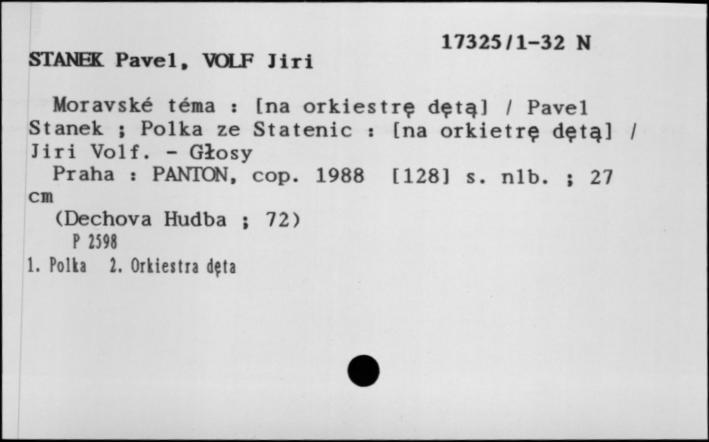 17325/1-32 N
STANEK Pavel, VOLF Jiri
Moravské téma : [na orkiestrę dętą] / Pavel
Stanek ; Polka ze Statenic : [na orkietrę dętą] /
Jiri Volf. - Głosy
Praha : PANTON, cop. 1988 [128] s. nlb. ; 27
cm
(Dechova Hudba ; 72)
P 2598
1. Polka 2. Orkiestra dęta